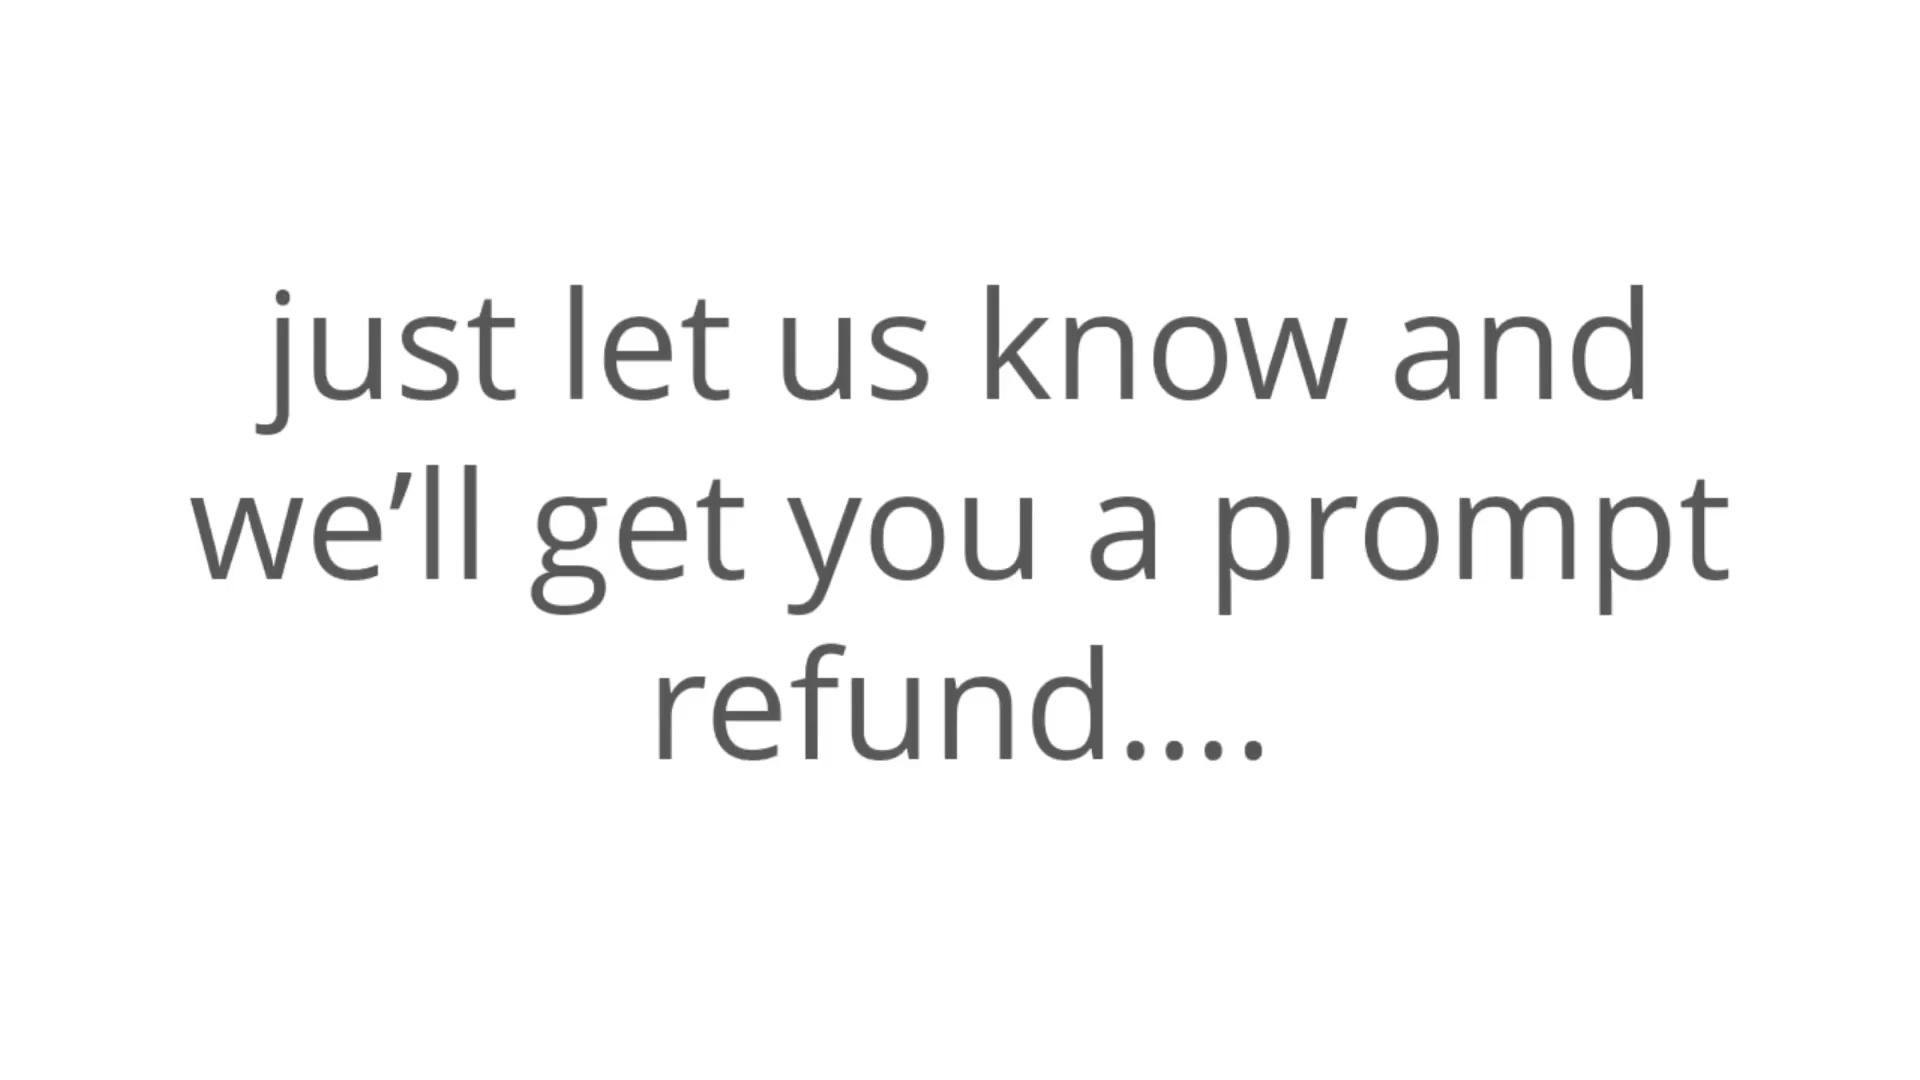 just let us know and
we’ll get you a prompt
refund....